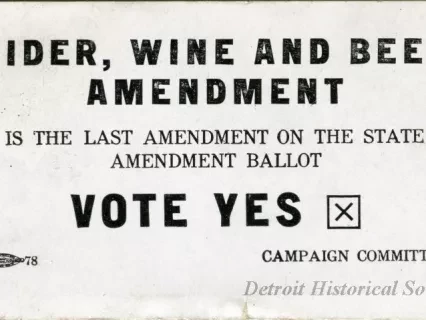 IDER, WINE AND BEE
AMENDMENT
IS THE LAST AMENDMENT ON THE STATE
AMENDMENT BALLOT
VOTE YES
78
CAMPAIGN COMMITT
Detroit Historical So